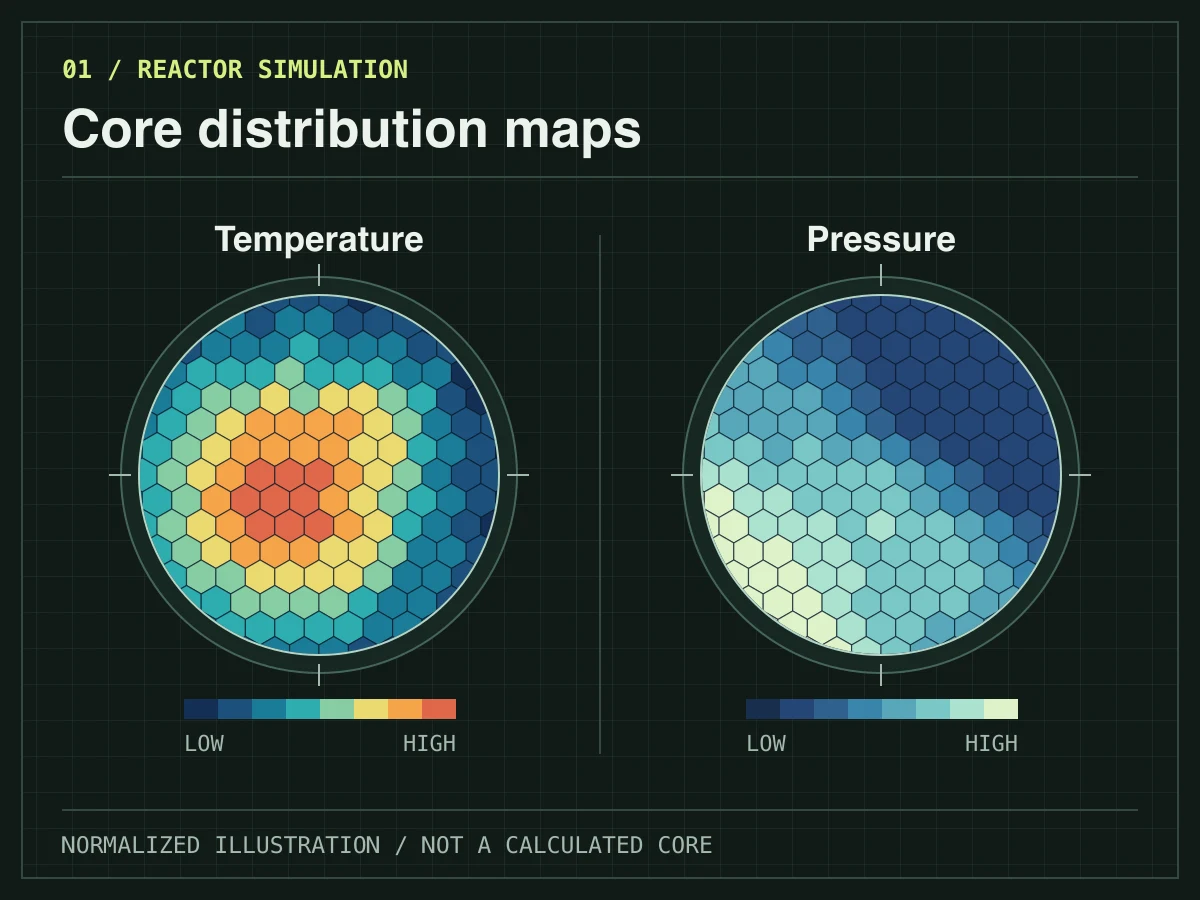 01 / REACTOR SIMULATION
Core distribution maps
Temperature
Pressure
LOW HIGH
LOW HIGH
NORMALIZED ILLUSTRATION / NOT A CALCULATED CORE